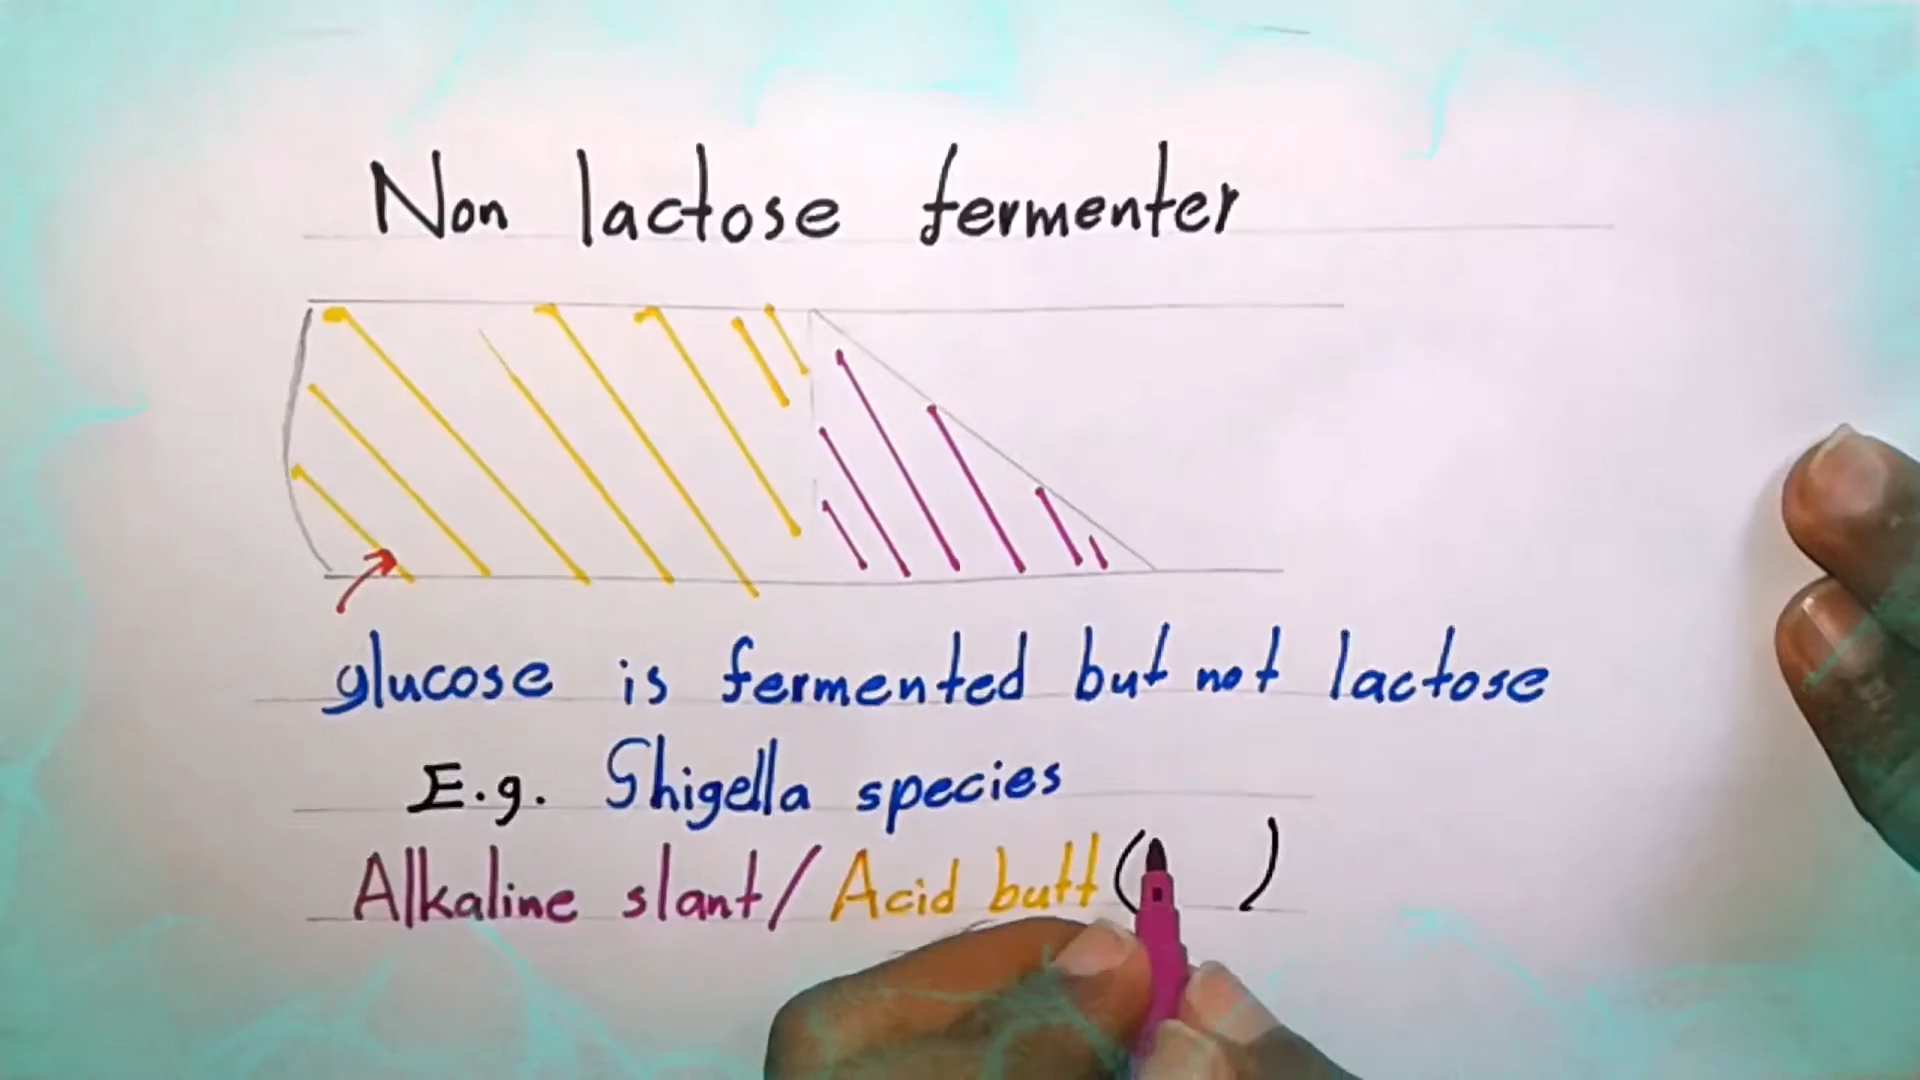 Non lactose fermenter
glucose is fermented but not lactose
E.g. Shigella species
Alkaline slant/Acid butt( )